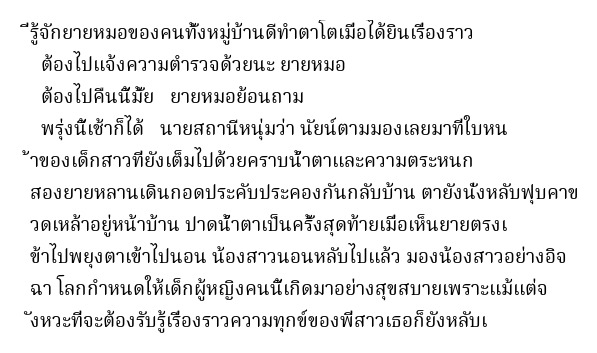 ี่รู้จักยายหมอของคนทั้งหมู่บ้านดีทำตาโตเมื่อได้ยินเรื่องราว
ต้องไปแจ้งความตำรวจด้วยนะ ยายหมอ
ต้องไปคืนนี้มั้ย ยายหมอย้อนถาม
พรุ่งนี้เช้าก็ได้ นายสถานีหนุ่มว่า นัยน์ตามมองเลยมาที่ใบหน
้าของเด็กสาวที่ยังเต็มไปด้วยคราบน้ำตาและความตระหนก
สองยายหลานเดินกอดประคับประคองกันกลับบ้าน ตายังนั่งหลับฟุบคาข
วดเหล้าอยู่หน้าบ้าน ปาดน้ำตาเป็นครั้งสุดท้ายเมื่อเห็นยายตรงเ
ข้าไปพยุงตาเข้าไปนอน น้องสาวนอนหลับไปแล้ว มองน้องสาวอย่างอิจ
ฉา โลกกำหนดให้เด็กผู้หญิงคนนี้เกิดมาอย่างสุขสบายเพราะแม้แต่จ
ังหวะที่จะต้องรับรู้เรื่องราวความทุกข์ของพี่สาวเธอก็ยังหลับเ